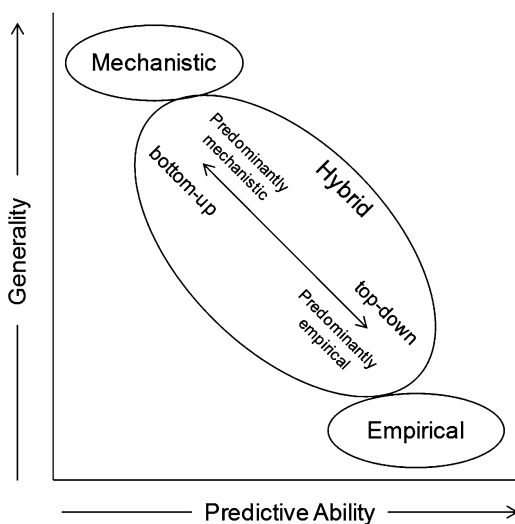 Mechanistic
Predominantly
mechanistic
bottom-up
Hybrid
Generality
top-down
Predominantly
empirical
Empirical
Predictive Ability